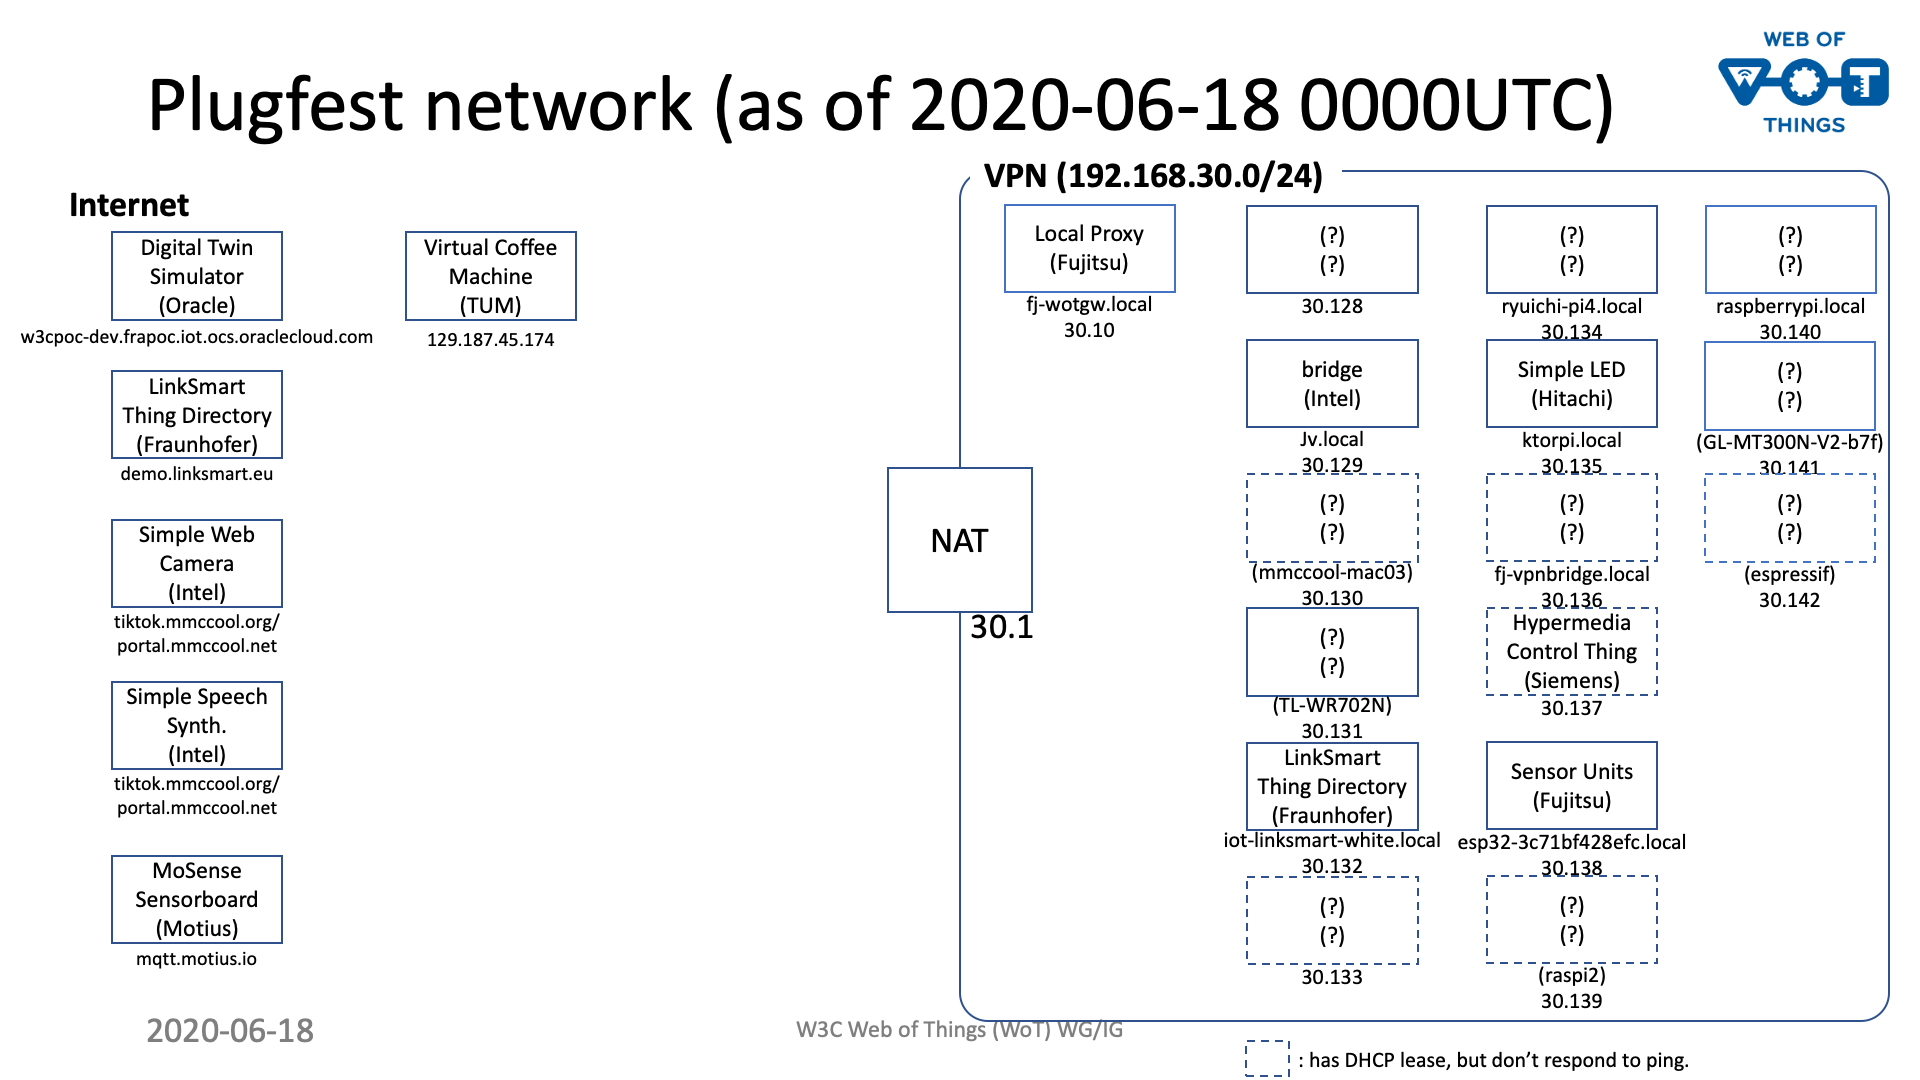 Plugfest network (as of 2020-06-18 0000UTC)
WEB OF
W T
THINGS
Internet
Digital Twin
Simulator
(Oracle)
w3cpoc-dev.frapoc.iot.ocs.oraclecloud.com
Virtual Coffee
Machine
(TUM)
129.187.45.174
LinkSmart
Thing Directory
(Fraunhofer)
demo.linksmart.eu
Simple Web
Camera
(Intel)
tiktok.mmccool.org/
portal.mmccool.net
Simple Speech
Synth.
(Intel)
tiktok.mmccool.org/
portal.mmccool.net
MoSense
Sensorboard
(Motius)
mqtt.motius.io
NAT
30.1
VPN (192.168.30.0/24)
Local Proxy
(Fujitsu)
fj-wotgw.local
30.10
(?)
(?)
30.128
bridge
(Intel)
Jv.local
30.129
(?)
(?)
(mmccool-mac03)
30.130
(?)
(?)
(TL-WR702N)
30.131
LinkSmart
Thing Directory
(Fraunhofer)
iot-linksmart-white.local
30.132
(?)
(?)
30.133
(?)
(?)
ryuichi-pi4.local
30.134
Simple LED
(Hitachi)
ktorpi.local
30.135
(?)
(?)
fj-vpnbridge.local
30.136
Hypermedia
Control Thing
(Siemens)
30.137
Sensor Units
(Fujitsu)
esp32-3c71bf428efc.local
30.138
(?)
(?)
(raspi2)
30.139
(?)
(?)
raspberrypi.local
30.140
(?)
(?)
(GL-MT300N-V2-b7f)
30.141
(?)
(?)
(espressif)
30.142
2020-06-18
W3C Web of Things (WoT) WG/IG
: has DHCP lease, but don't respond to ping.